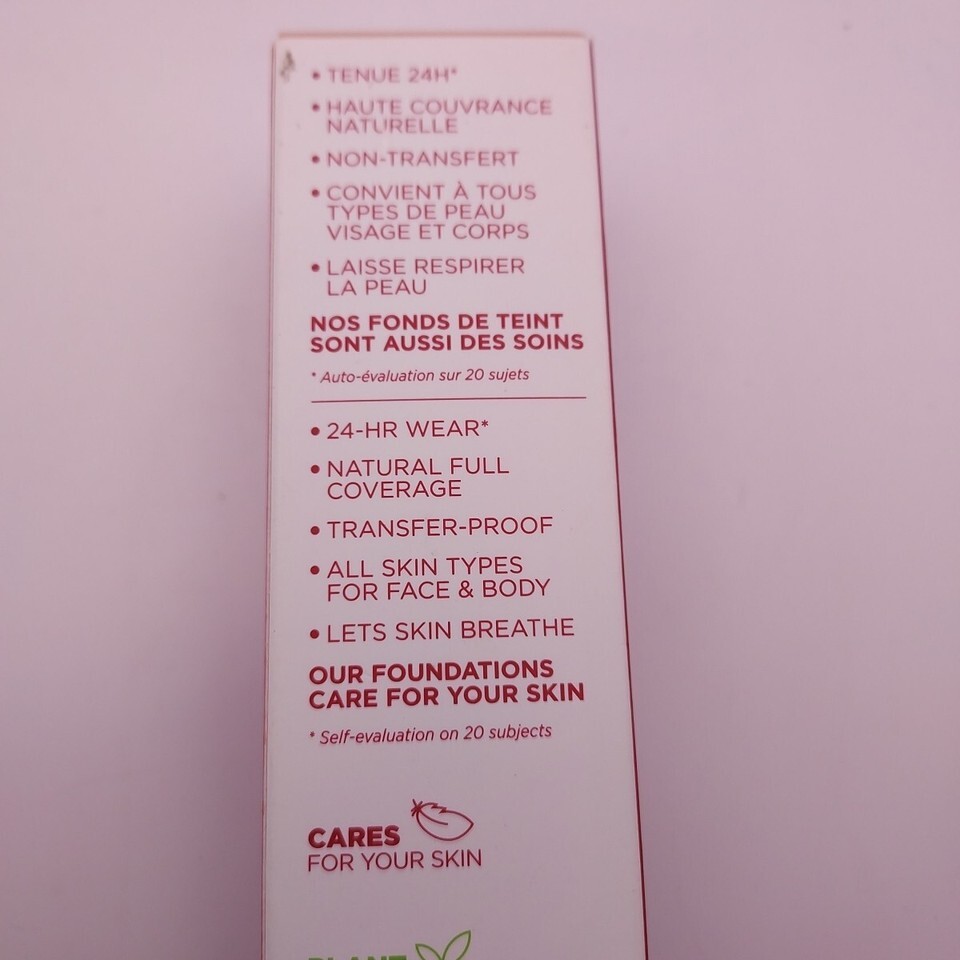 • TENUE 24H*
• HAUTE COUVRANCE
NATURELLE
• NON-TRANSFERT
• CONVIENT À TOUS
TYPES DE PEAU
VISAGE ET CORPS
• LAISSE RESPIRER
LA PEAU
NOS FONDS DE TEINT
SONT AUSSI DES SOINS
* Auto-évaluation sur 20 sujets
• 24-HR WEAR*
• NATURAL FULL
COVERAGE
• TRANSFER-PROOF
• ALL SKIN TYPES
FOR FACE & BODY
• LETS SKIN BREATHE
OUR FOUNDATIONS
CARE FOR YOUR SKIN
* Self-evaluation on 20 subjects
CARES
FOR YOUR SKIN
PLANT